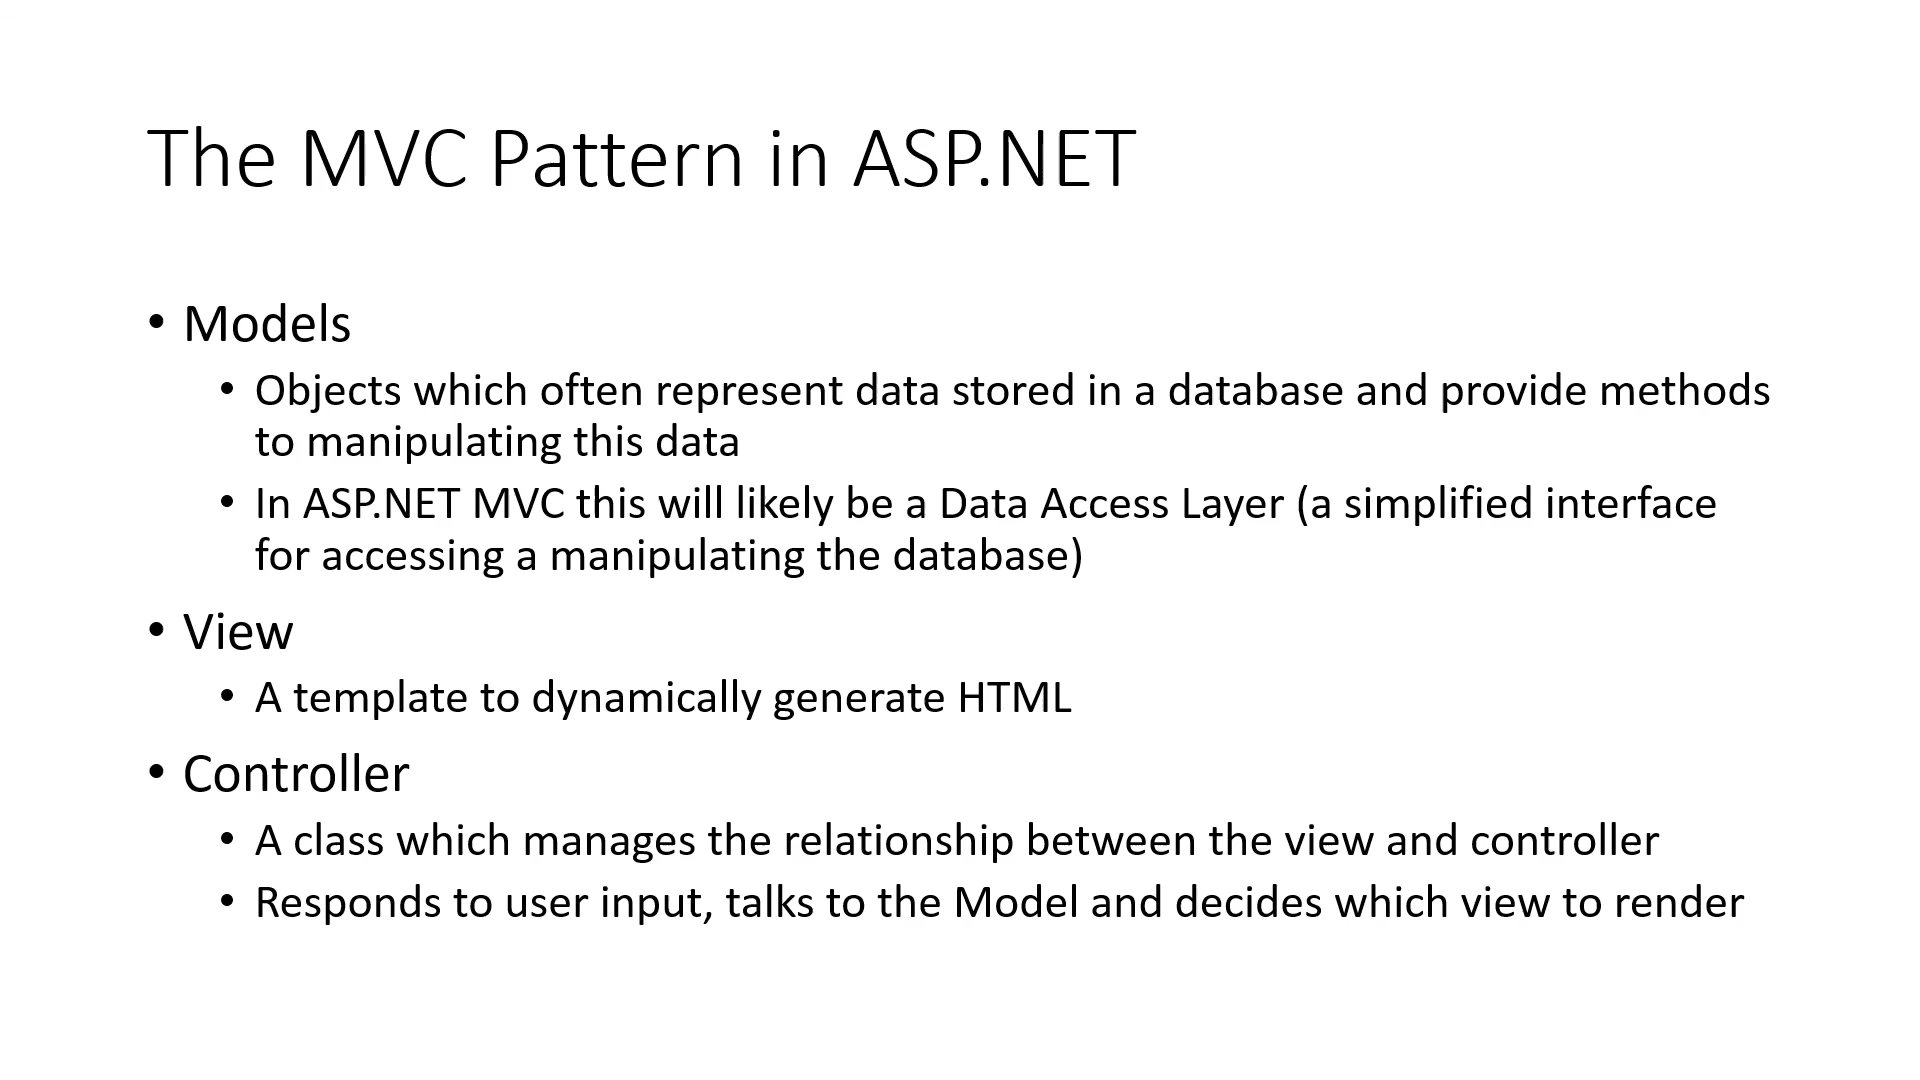 The MVC Pattern in ASP.NET
• Models
• Objects which often represent data stored in a database and provide methods
to manipulating this data
• In ASP.NET MVC this will likely be a Data Access Layer (a simplified interface
for accessing a manipulating the database)
• View
• A template to dynamically generate HTML
• Controller
• A class which manages the relationship between the view and controller
• Responds to user input, talks to the Model and decides which view to render